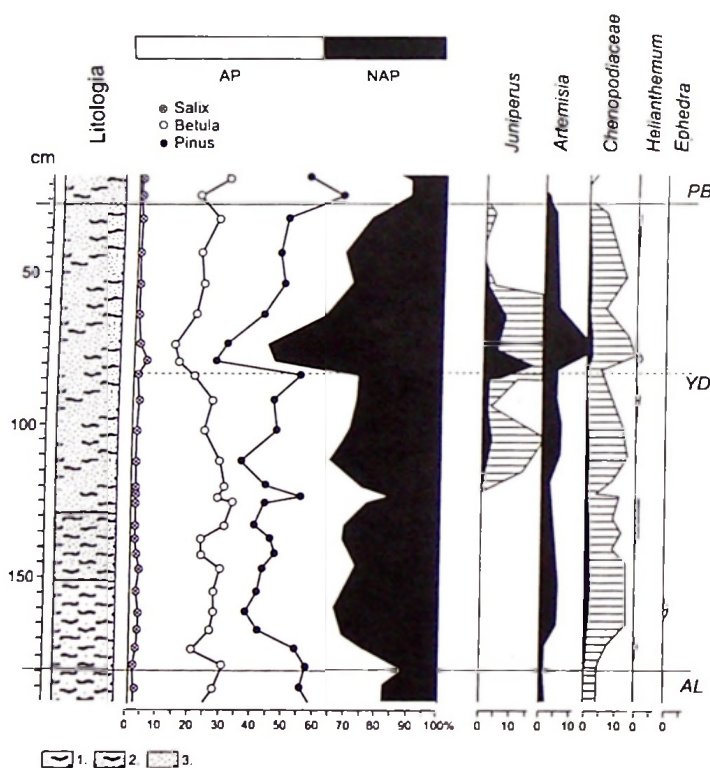 AP NAP
Litologia
Salix
Betula
Pinus
Juniperus
Artemisia
Chenopodiaceae
Helianthemum
Ephedra
cm
PB
50
YD
100
150
AL
0 10 20 30 40 50 60 70 80 90 100%
0 10
0 10
0 10
0
0
1. 2. 3.